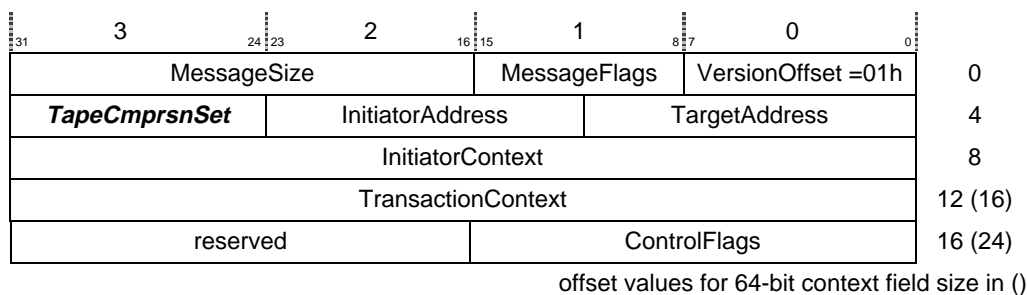 3 2 1 0
31 24 23 16 15 8 7 0
MessageSize MessageFlags VersionOffset =01h 0
TapeCmprsnSet InitiatorAddress TargetAddress 4
InitiatorContext 8
TransactionContext 12 (16)
reserved ControlFlags 16 (24)
offset values for 64-bit context field size in ()